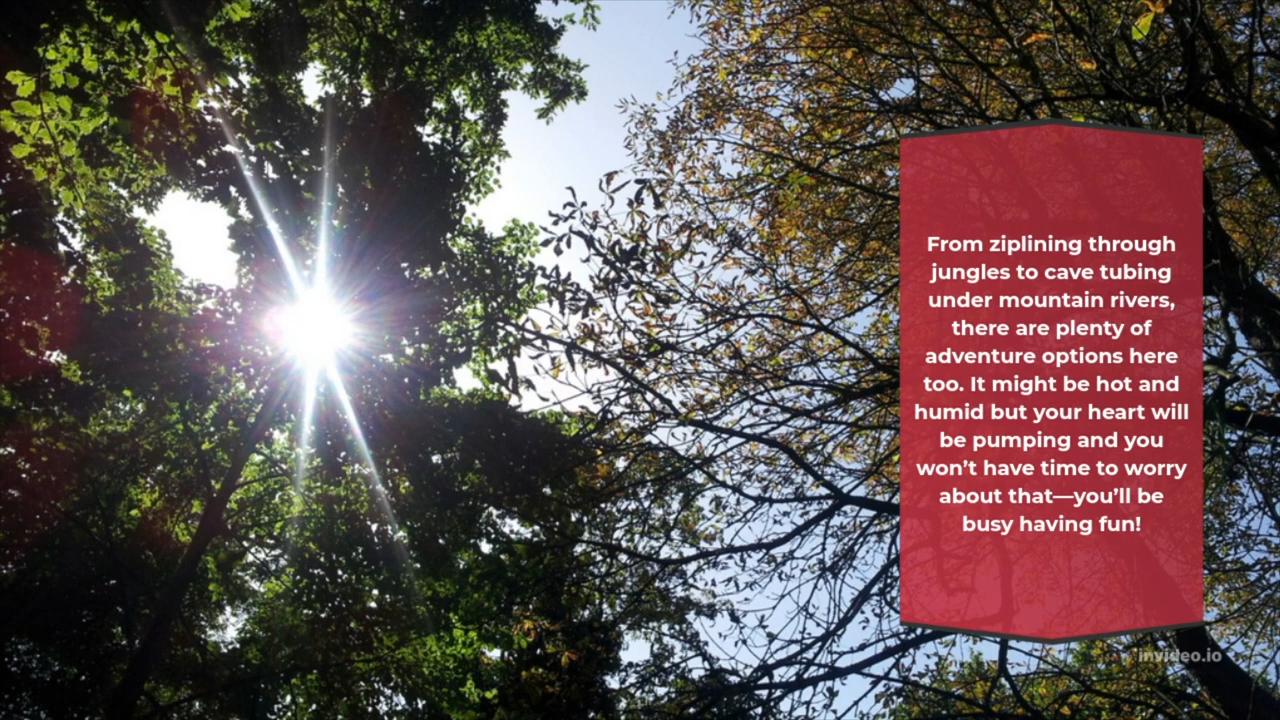 From ziplining through
jungles to cave tubing
under mountain rivers,
there are plenty of
adventure options here
too. It might be hot and
humid but your heart will
be pumping and you
won’t have time to worry
about that—you’ll be
busy having fun!
invideo.io